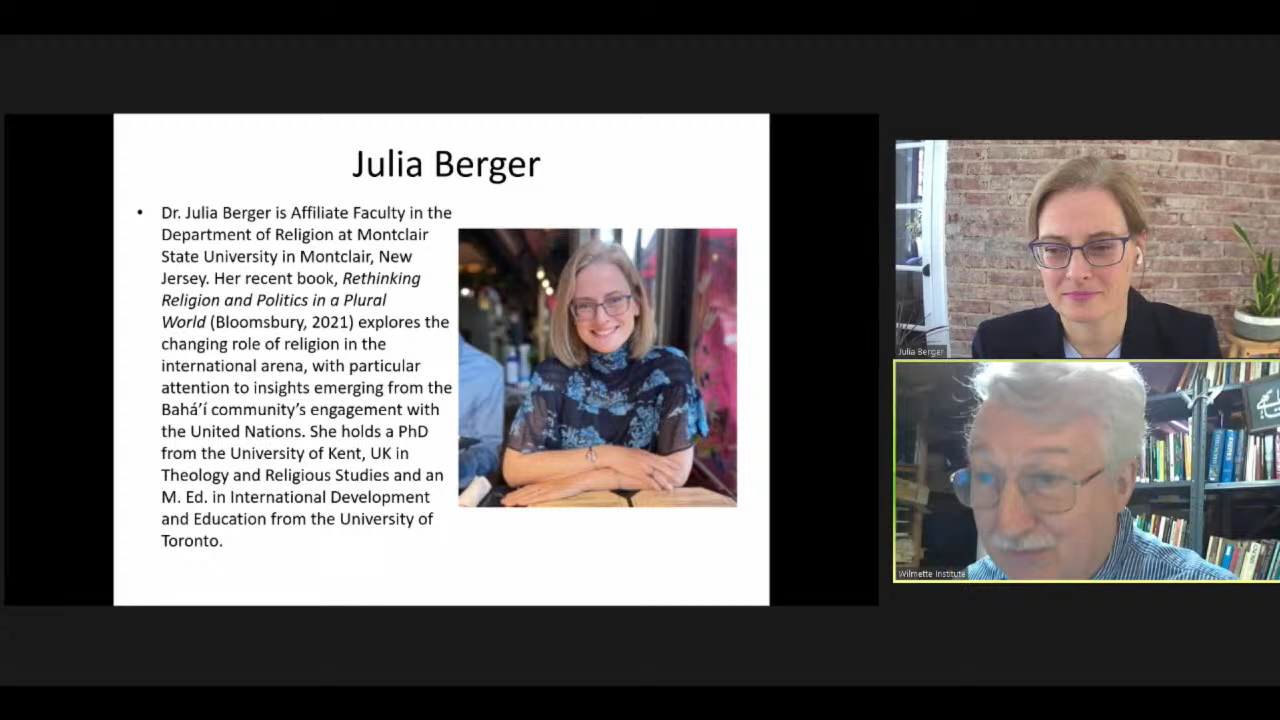 Julia Berger
• Dr. Julia Berger is Affiliate Faculty in the
Department of Religion at Montclair
State University in Montclair, New
Jersey. Her recent book, Rethinking
Religion and Politics in a Plural
World (Bloomsbury, 2021) explores the
changing role of religion in the
international arena, with particular
attention to insights emerging from the
Bahá’í community’s engagement with
the United Nations. She holds a PhD
from the University of Kent, UK in
Theology and Religious Studies and an
M. Ed. in International Development
and Education from the University of
Toronto.
Julia Berger
Wilmette Institute